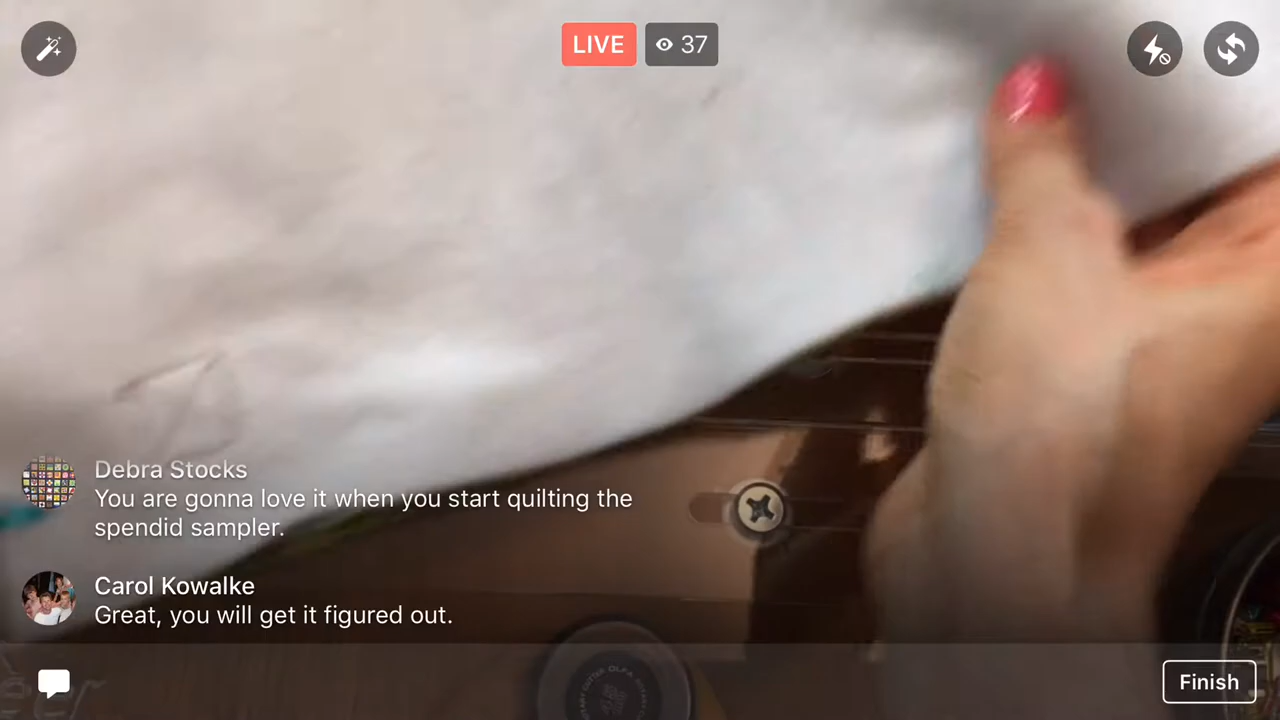 LIVE
37
Debra Stocks
You are gonna love it when you start quilting the
spendid sampler.
Carol Kowalke
Great, you will get it figured out.
OLFA
Finish